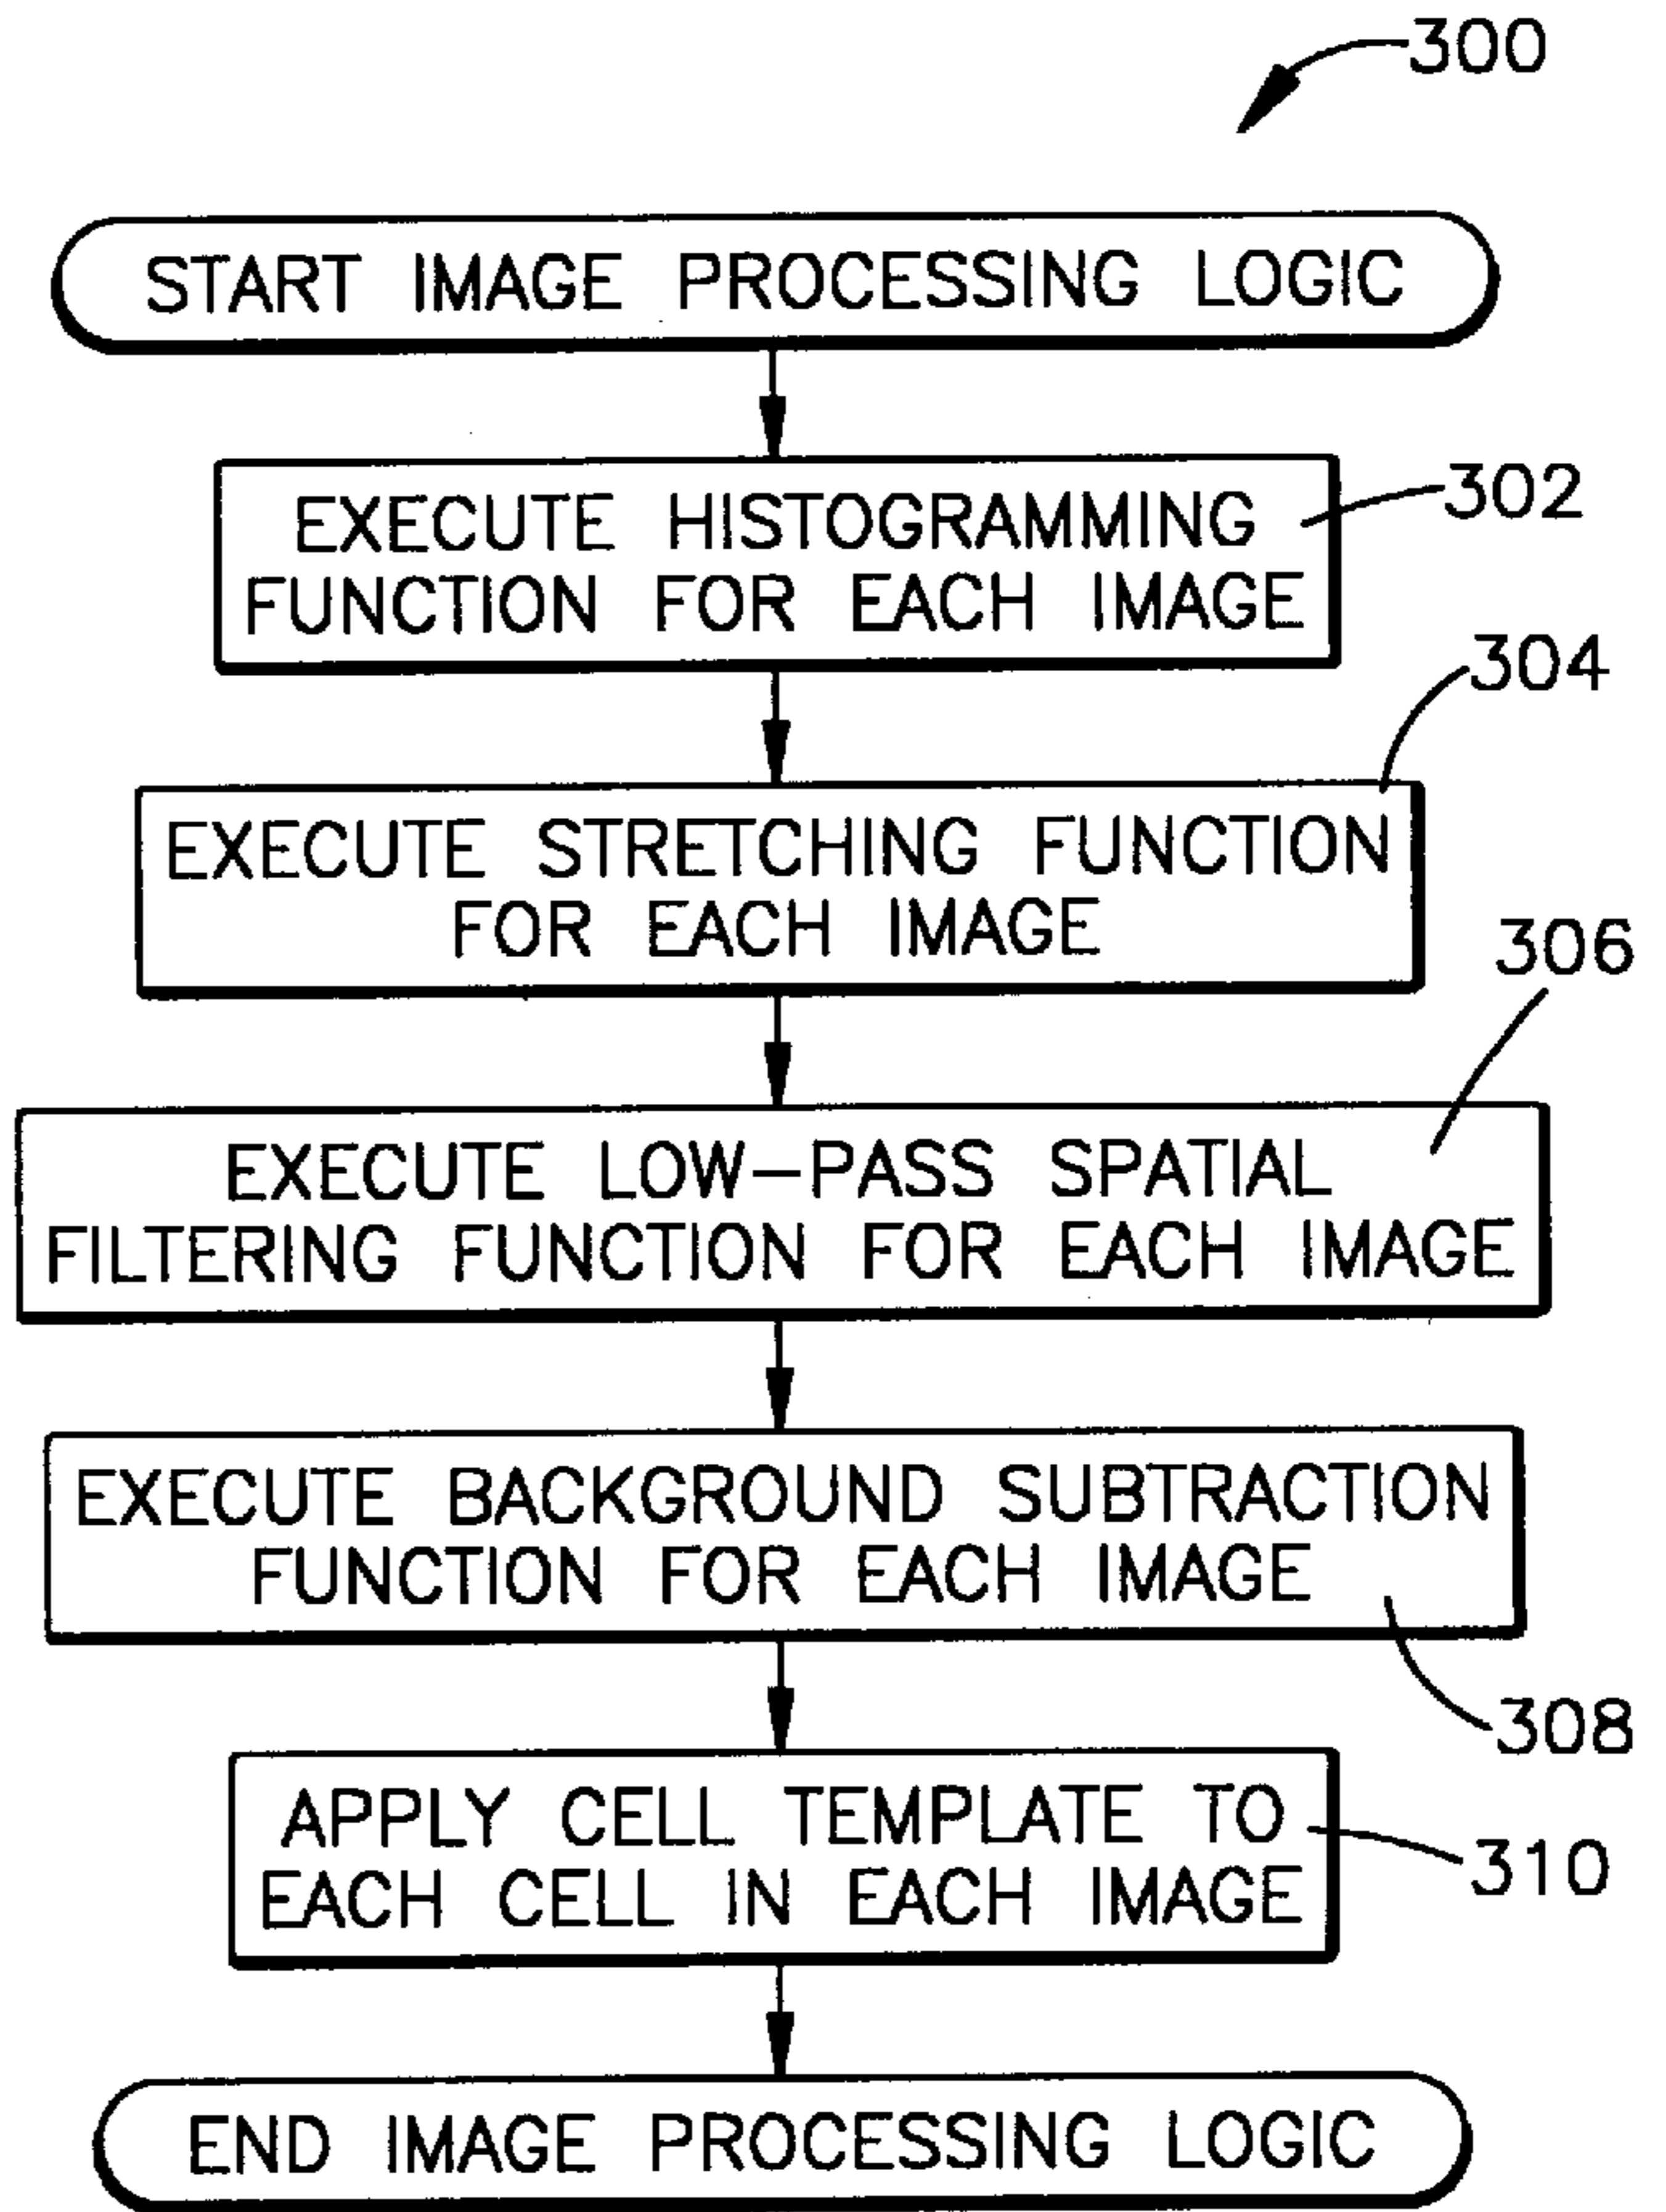 300
START IMAGE PROCESSING LOGIC
EXECUTE HISTOGRAMMING
FUNCTION FOR EACH IMAGE
302
304
EXECUTE STRETCHING FUNCTION
FOR EACH IMAGE
306
EXECUTE LOW-PASS SPATIAL
FILTERING FUNCTION FOR EACH IMAGE
EXECUTE BACKGROUND SUBTRACTION
FUNCTION FOR EACH IMAGE
308
APPLY CELL TEMPLATE TO
EACH CELL IN EACH IMAGE
310
END IMAGE PROCESSING LOGIC